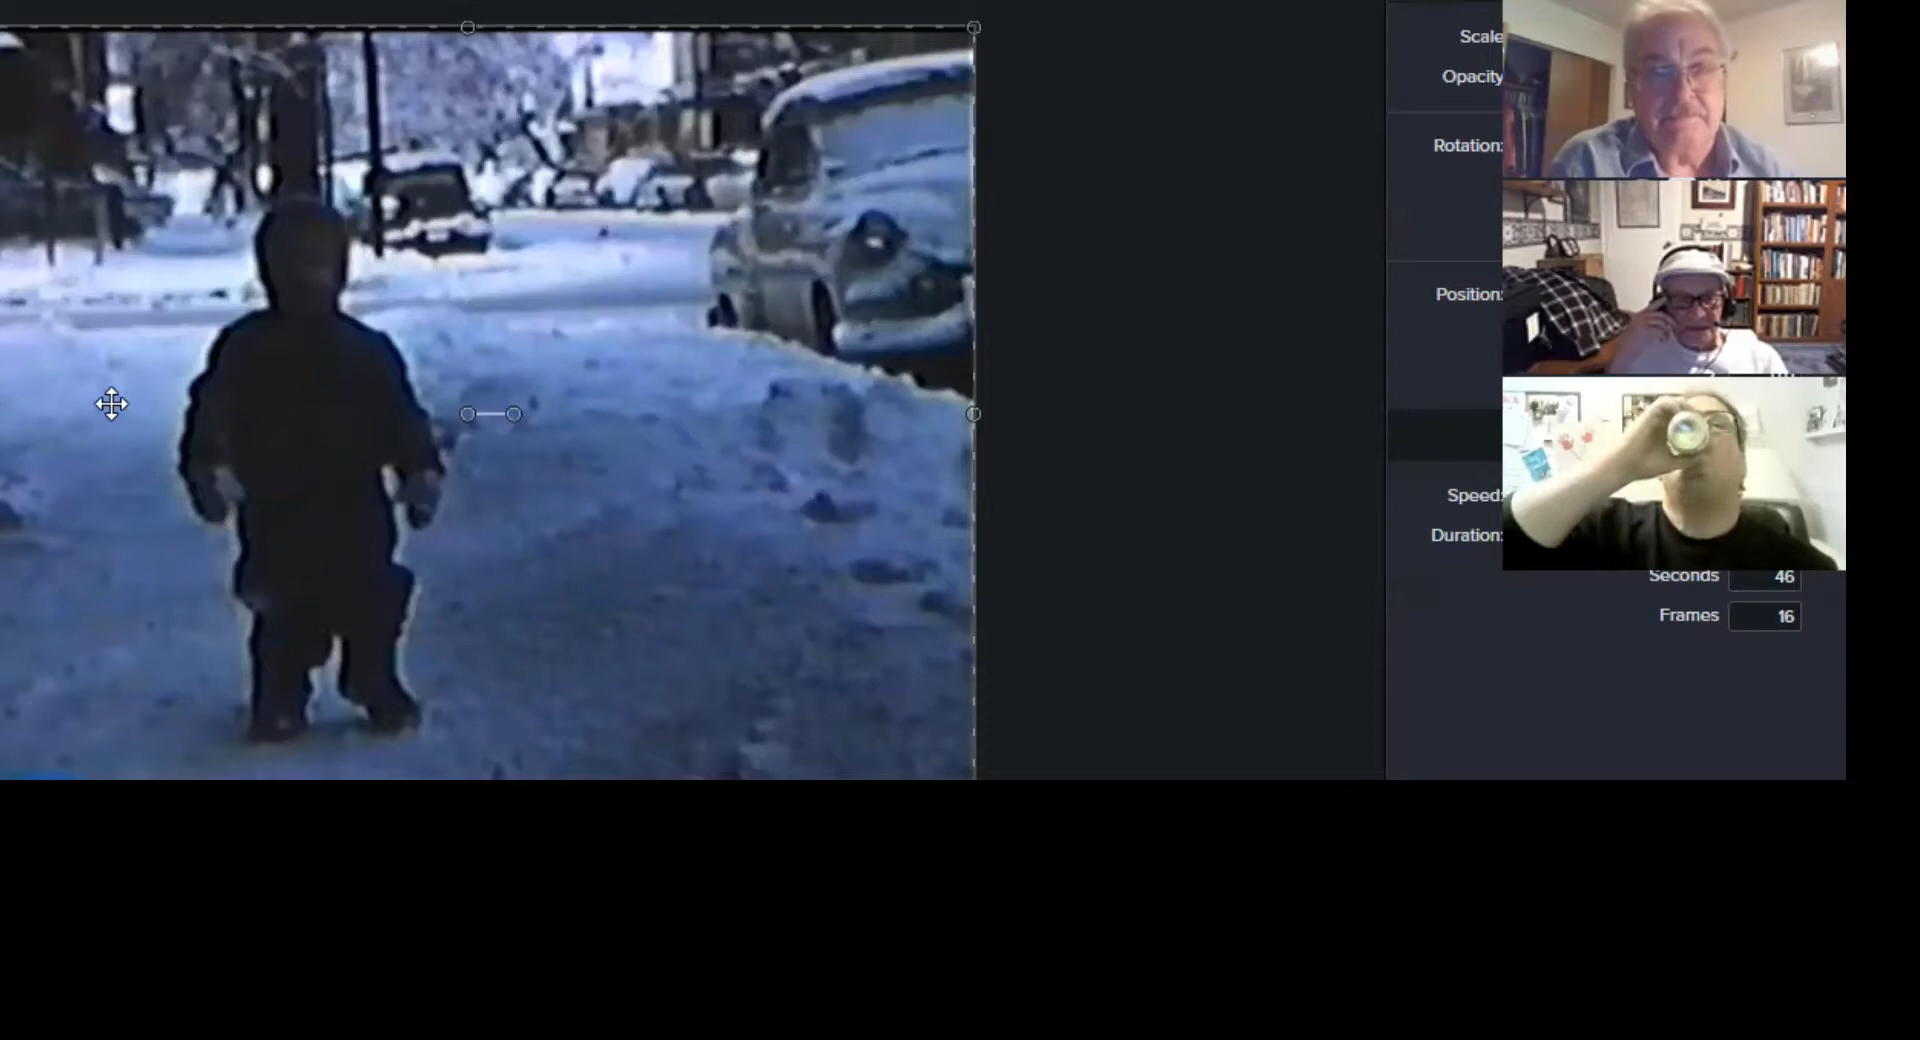 Scale
Opacity
Rotation:
Position:
Speed:
Duration:
Seconds 46
Frames 16